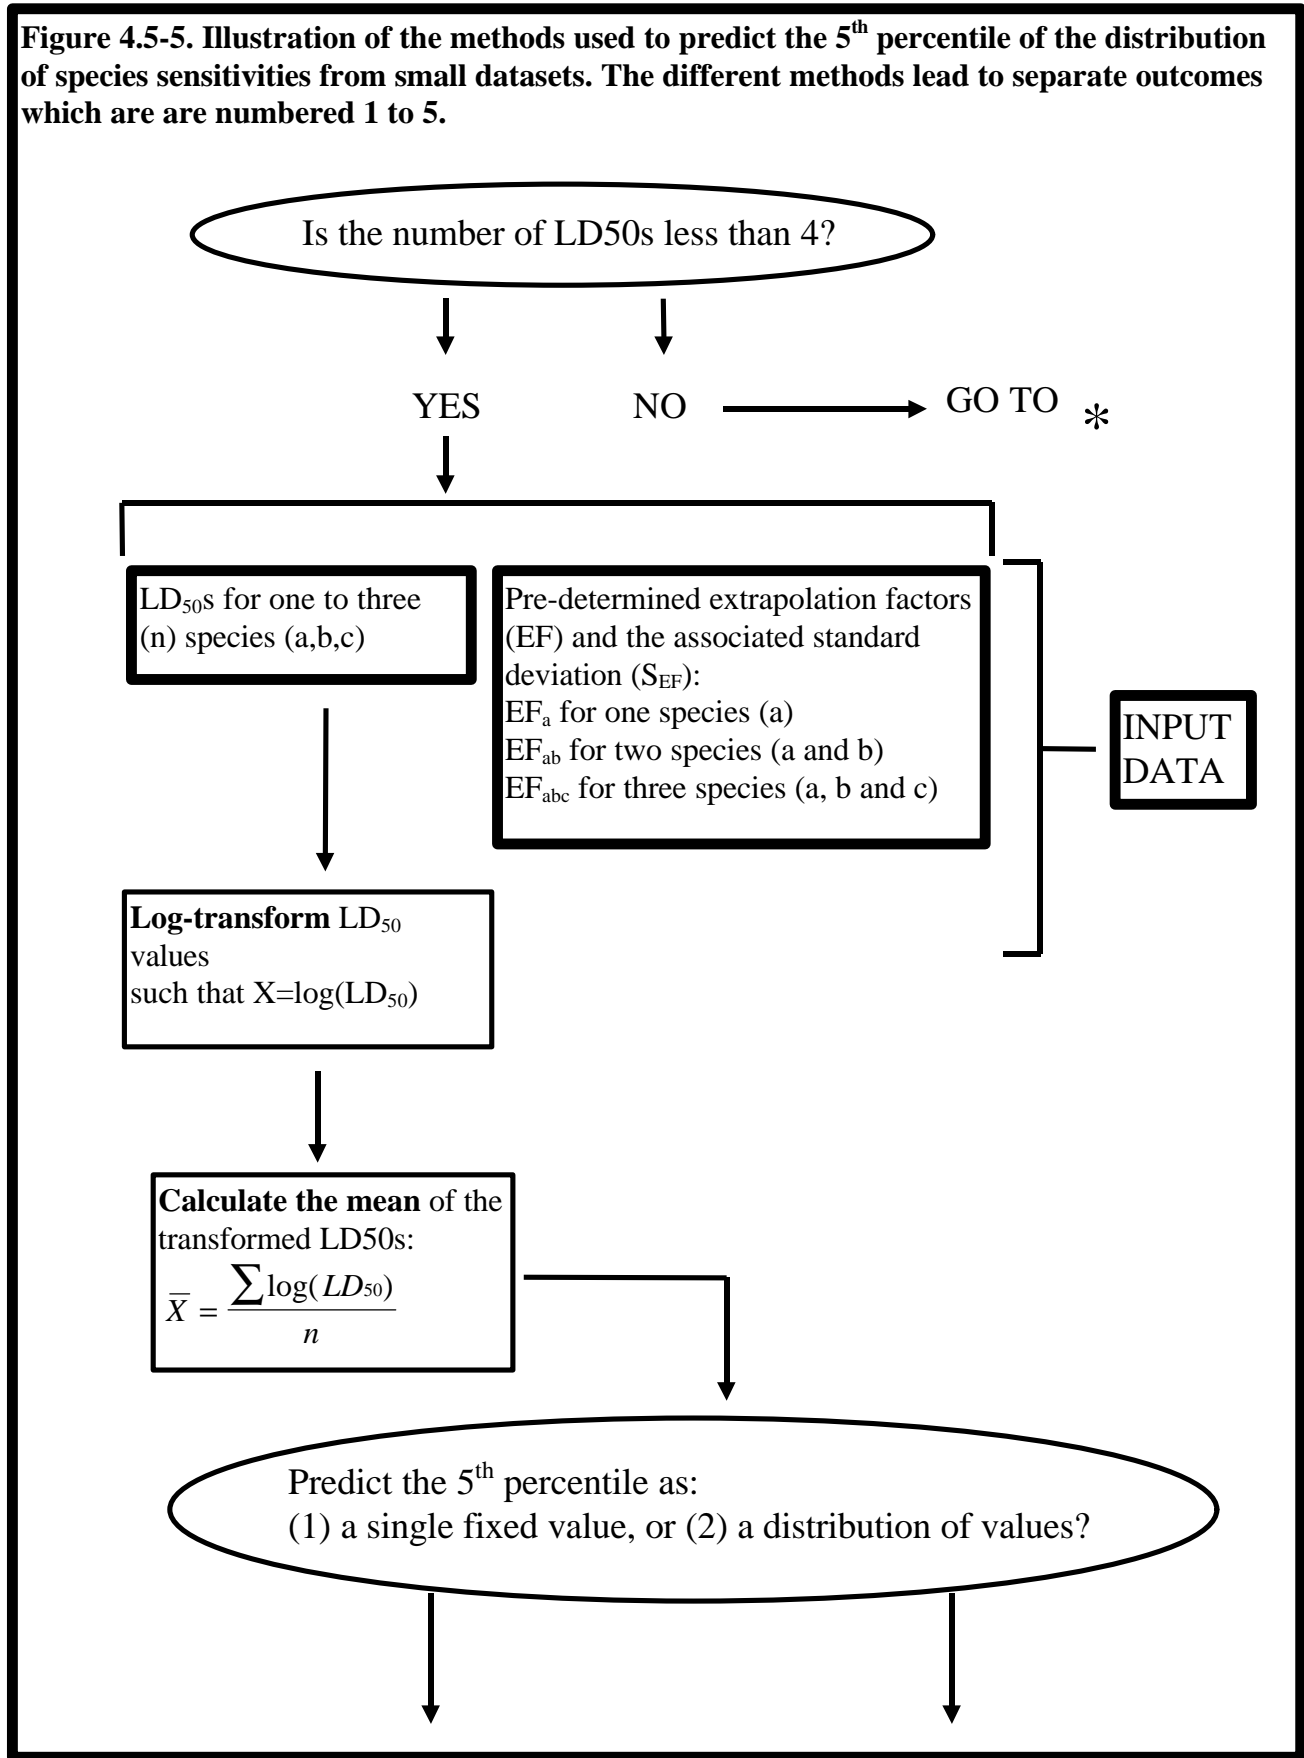 Figure 4.5-5. Illustration of the methods used to predict the 5th percentile of the distribution
of species sensitivities from small datasets. The different methods lead to separate outcomes
which are are numbered 1 to 5.
Is the number of LD50s less than 4?
YES
NO
GO TO *
LD50s for one to three
(n) species (a,b,c)
Pre-determined extrapolation factors
(EF) and the associated standard
deviation (SEF):
EFa for one species (a)
EFab for two species (a and b)
EFabc for three species (a, b and c)
INPUT
DATA
Log-transform LD50
values
such that X=log(LD50)
Calculate the mean of the
transformed LD50s:
X̄ = ∑log(LD50) / n
Predict the 5th percentile as:
(1) a single fixed value, or (2) a distribution of values?